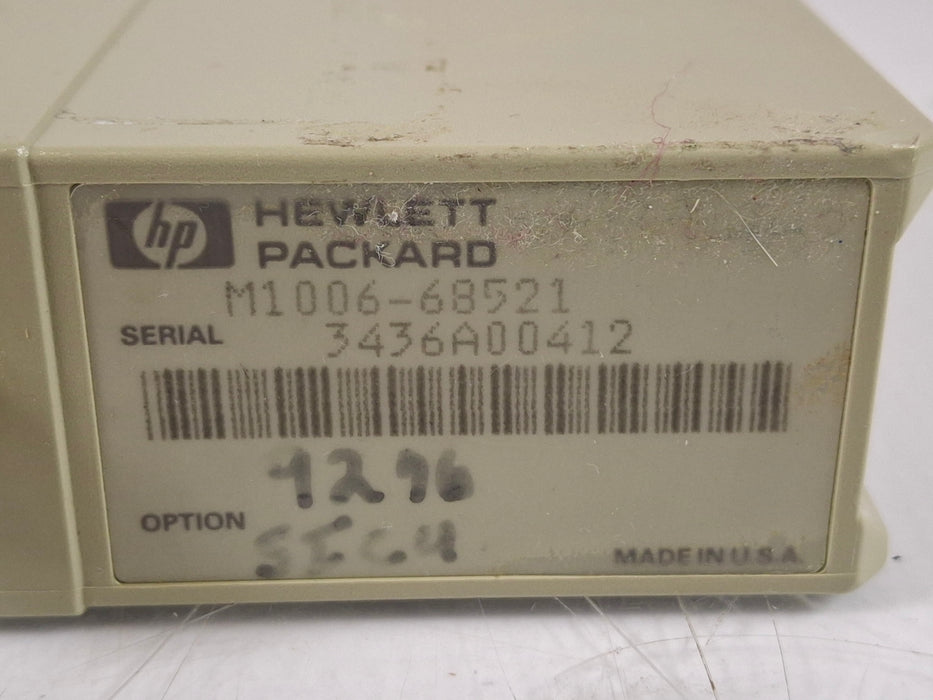 hp HEWLETT
PACKARD
M1006-68521
SERIAL 3436A00412
1296
OPTION
MADE IN U.S.A.